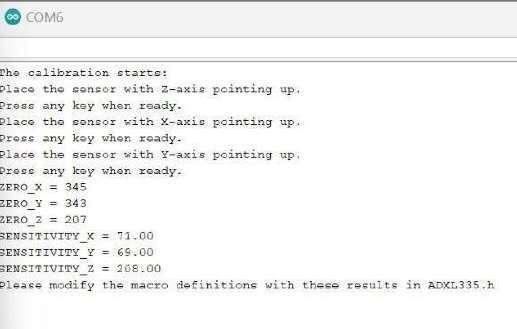 COM6
The calibration starts:
Place the sensor with Z-axis pointing up.
Press any key when ready.
Place the sensor with X-axis pointing up.
Press any key when ready.
Place the sensor with Y-axis pointing up.
Press any key when ready.
ZERO_X = 345
ZERO_Y = 343
ZERO_Z = 207
SENSITIVITY_X = 71.00
SENSITIVITY_Y = 69.00
SENSITIVITY_Z = 208.00
Please modify the macro definitions with these results in ADXL335.h